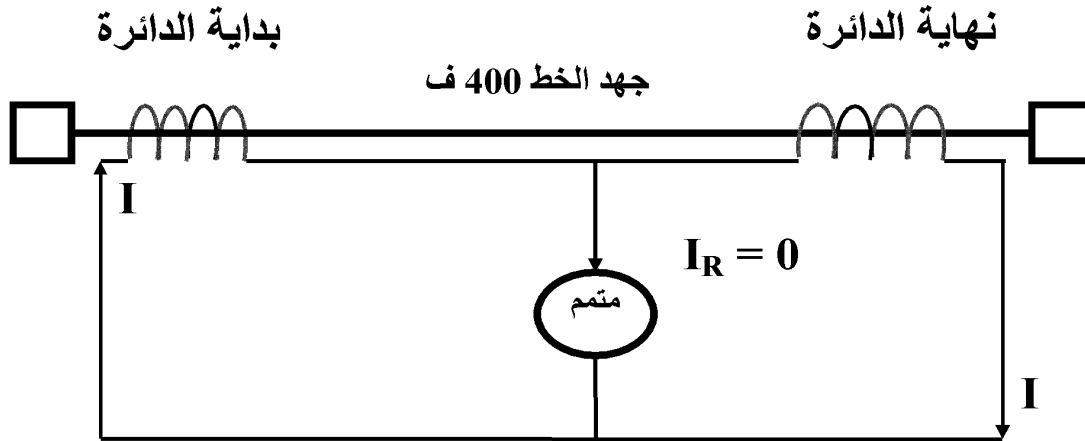 بداية الدائرة
نهاية الدائرة
جهد الخط 400 ف
I
I_R = 0
متمم
I